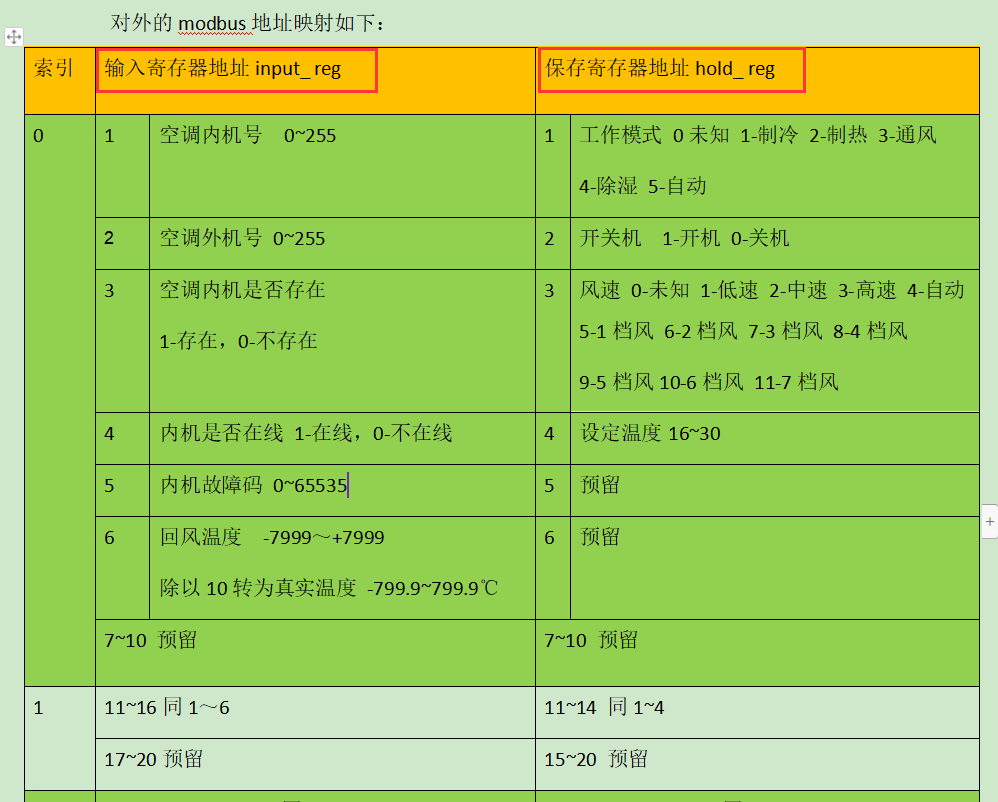 对外的 modbus 地址映射如下：
索引 输入寄存器地址 input_reg 保存寄存器地址 hold_reg
0 1 空调内机号 0~255 1 工作模式 0 未知 1-制冷 2-制热 3-通风
4-除湿 5-自动
2 空调外机号 0~255 2 开关机 1-开机 0-关机
3 空调内机是否存在 3 风速 0-未知 1-低速 2-中速 3-高速 4-自动
5-1 档风 6-2 档风 7-3 档风 8-4 档风
1-存在，0-不存在
9-5 档风 10-6 档风 11-7 档风
4 内机是否在线 1-在线，0-不在线 4 设定温度 16~30
5 内机故障码 0~65535 5 预留
6 回风温度 -7999～+7999 6 预留
除以 10 转为真实温度 -799.9~799.9℃
7~10 预留 7~10 预留
1 11~16 同 1～6 11~14 同 1~4
17~20 预留 15~20 预留